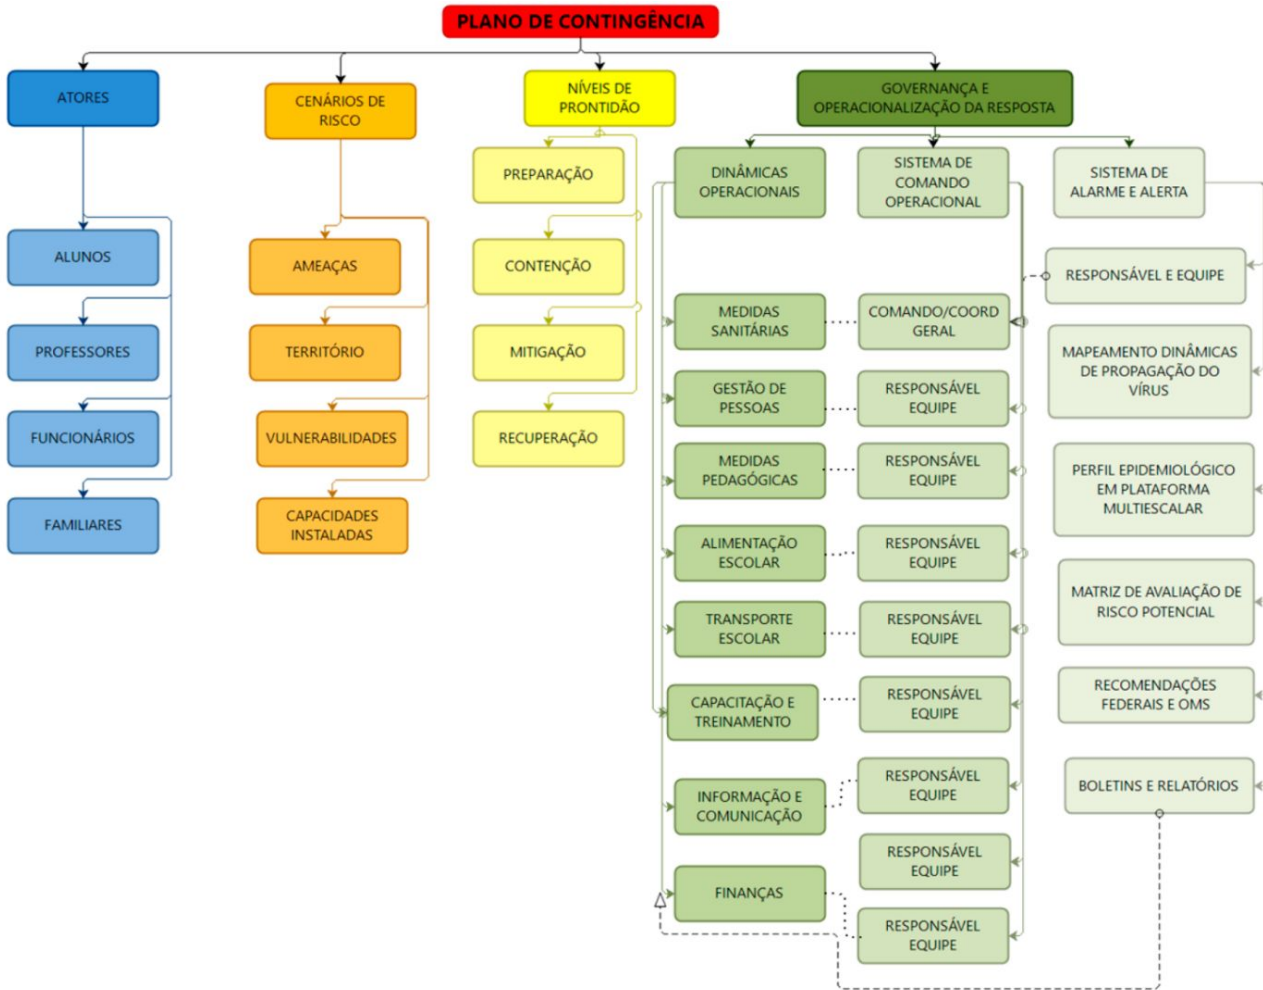 PLANO DE CONTINGÊNCIA
ATORES
ALUNOS
PROFESSORES
FUNCIONÁRIOS
FAMILIARES
CENÁRIOS DE
RISCO
AMEAÇAS
TERRITÓRIO
VULNERABILIDADES
CAPACIDADES
INSTALADAS
NÍVEIS DE
PRONTIDÃO
PREPARAÇÃO
CONTENÇÃO
MITIGAÇÃO
RECUPERAÇÃO
GOVERNANÇA E
OPERACIONALIZAÇÃO DA RESPOSTA
DINÂMICAS
OPERACIONAIS
MEDIDAS
SANITÁRIAS
GESTÃO DE
PESSOAS
MEDIDAS
PEDAGÓGICAS
ALIMENTAÇÃO
ESCOLAR
TRANSPORTE
ESCOLAR
CAPACITAÇÃO E
TREINAMENTO
INFORMAÇÃO E
COMUNICAÇÃO
FINANÇAS
SISTEMA DE
COMANDO
OPERACIONAL
COMANDO/COORD
GERAL
RESPONSÁVEL
EQUIPE
RESPONSÁVEL
EQUIPE
RESPONSÁVEL
EQUIPE
RESPONSÁVEL
EQUIPE
RESPONSÁVEL
EQUIPE
RESPONSÁVEL
EQUIPE
RESPONSÁVEL
EQUIPE
RESPONSÁVEL
EQUIPE
SISTEMA DE
ALARME E ALERTA
RESPONSÁVEL E EQUIPE
MAPEAMENTO DINÂMICAS
DE PROPAGAÇÃO DO
VÍRUS
PERFIL EPIDEMIOLÓGICO
EM PLATAFORMA
MULTIESCALAR
MATRIZ DE AVALIAÇÃO DE
RISCO POTENCIAL
RECOMENDAÇÕES
FEDERAIS E OMS
BOLETINS E RELATÓRIOS